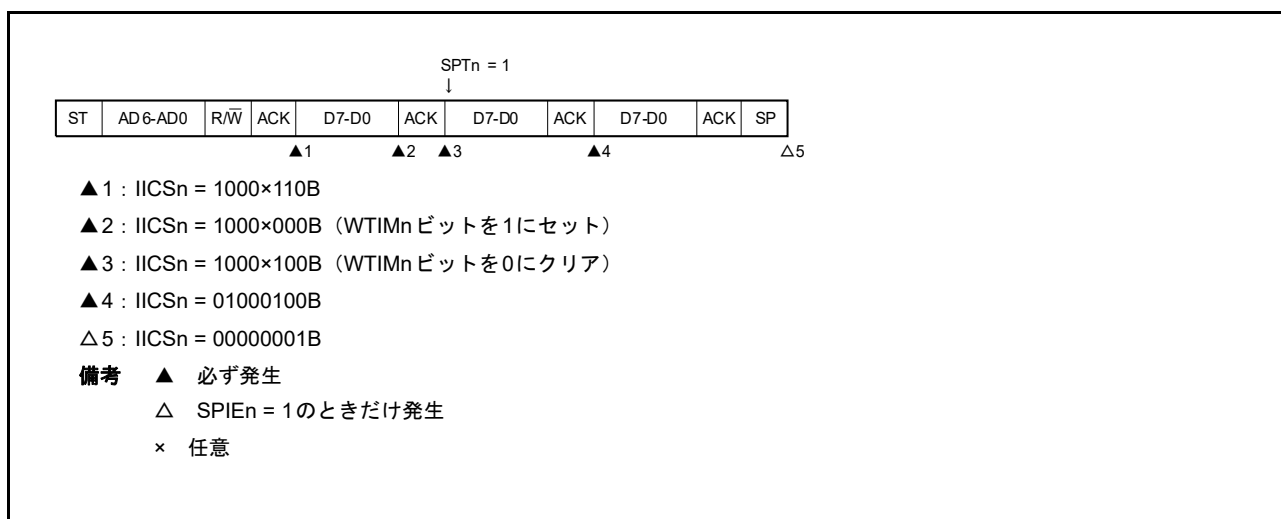 SPTn = 1
↓
ST AD6-AD0 R/W̅ ACK D7-D0 ACK D7-D0 ACK D7-D0 ACK SP
▲1 ▲2 ▲3 ▲4 △5
▲1：IICSn = 1000×110B
▲2：IICSn = 1000×000B（WTIMnビットを1にセット）
▲3：IICSn = 1000×100B（WTIMnビットを0にクリア）
▲4：IICSn = 01000100B
△5：IICSn = 00000001B
備考 ▲ 必ず発生
△ SPIEn = 1のときだけ発生
× 任意